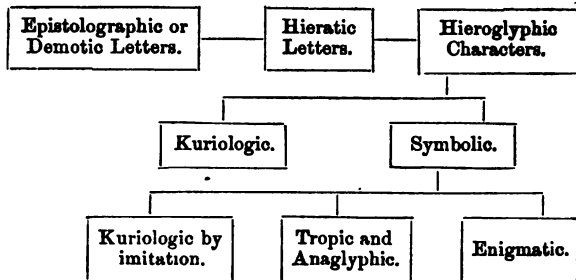 Epistolographic or
Demotic Letters.
Hieratic
Letters.
Hieroglyphic
Characters.
Kuriologic.
Symbolic.
Kuriologic by
imitation.
Tropic and
Anaglyphic.
Enigmatic.